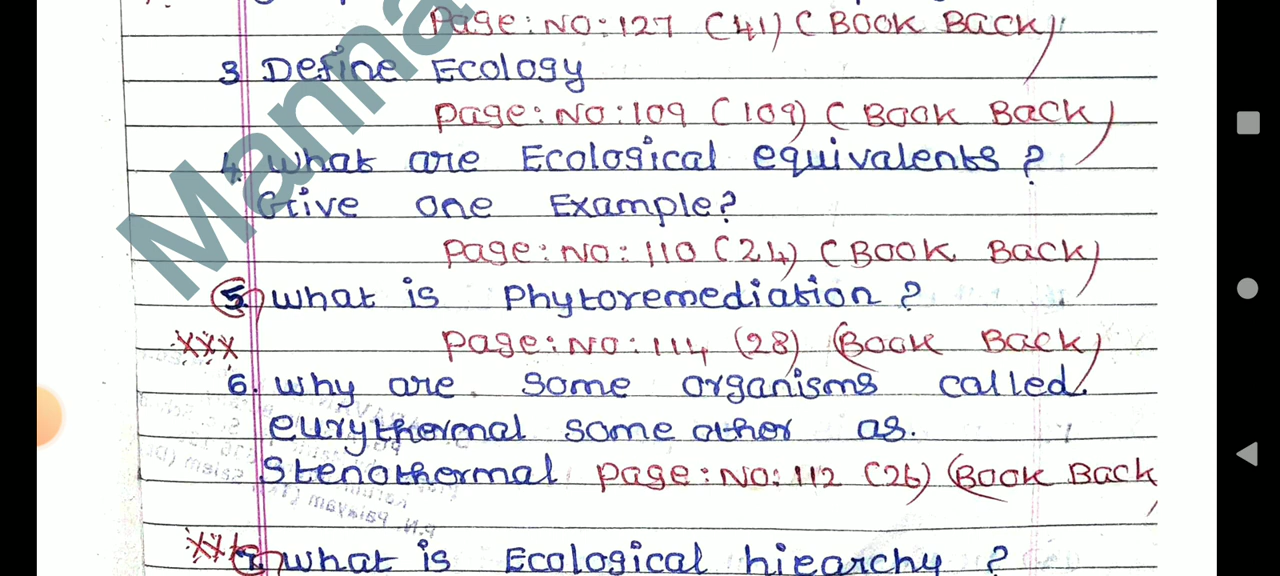 Page: No: 127 (41) (Book Back)
3 Define Ecology
Page: No: 109 (109) (Book Back)
4. What are Ecological equivalents ?
Give one Example?
Page: No: 110 (24) (Book Back)
5. What is Phytoremediation ?
xxx Page: No: 114 (28) (Book Back)
6. Why are some organisms called
eurythermal some other as.
Stenothermal Page: No: 112 (26) (Book Back
xxx 7. What is Ecological hiearchy ?
Manna